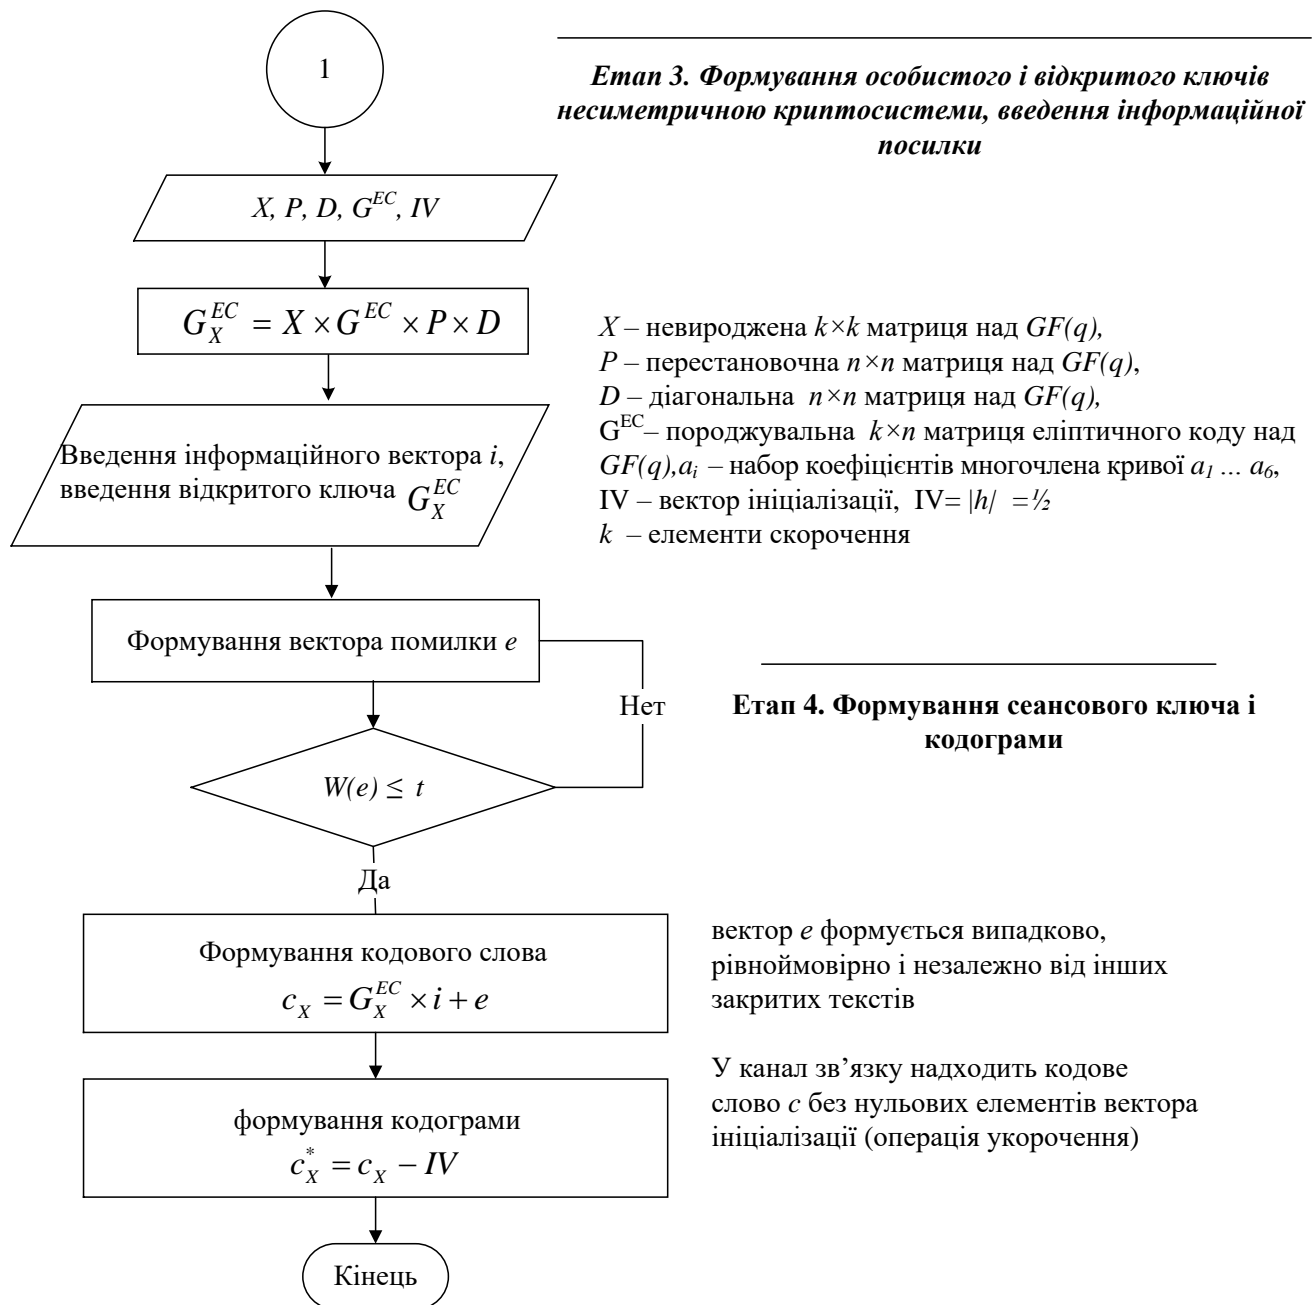 1
Етап 3. Формування особистого і відкритого ключів
несиметричною криптосистеми, введення інформаційної
посилки
X, P, D, G^{EC}, IV
G_X^{EC} = X × G^{EC} × P × D
X – невироджена k×k матриця над GF(q),
P – перестановочна n×n матриця над GF(q),
D – діагональна n×n матриця над GF(q),
G^{EC}– породжувальна k×n матриця еліптичного коду над
GF(q),a_i – набор коефіцієнтів многочлена кривої a_1 ... a_6,
IV – вектор ініціалізації, IV= |h| =½
k – елементи скорочення
Введення інформаційного вектора i,
введення відкритого ключа G_X^{EC}
Формування вектора помилки e
Нет
Етап 4. Формування сеансового ключа і
кодограми
W(e) ≤ t
Да
Формування кодового слова
c_X = G_X^{EC} × i + e
вектор e формується випадково,
рівноймовірно і незалежно від інших
закритих текстів
формування кодограми
c_X^* = c_X − IV
У канал зв’язку надходить кодове
слово c без нульових елементів вектора
ініціалізації (операція укорочення)
Кінець